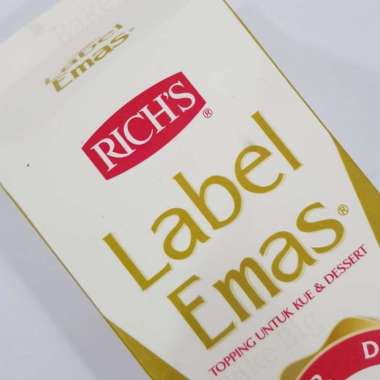 Label
Emas
RICH'S®
Label
Emas®
TOPPING UNTUK KUE & DESSERT